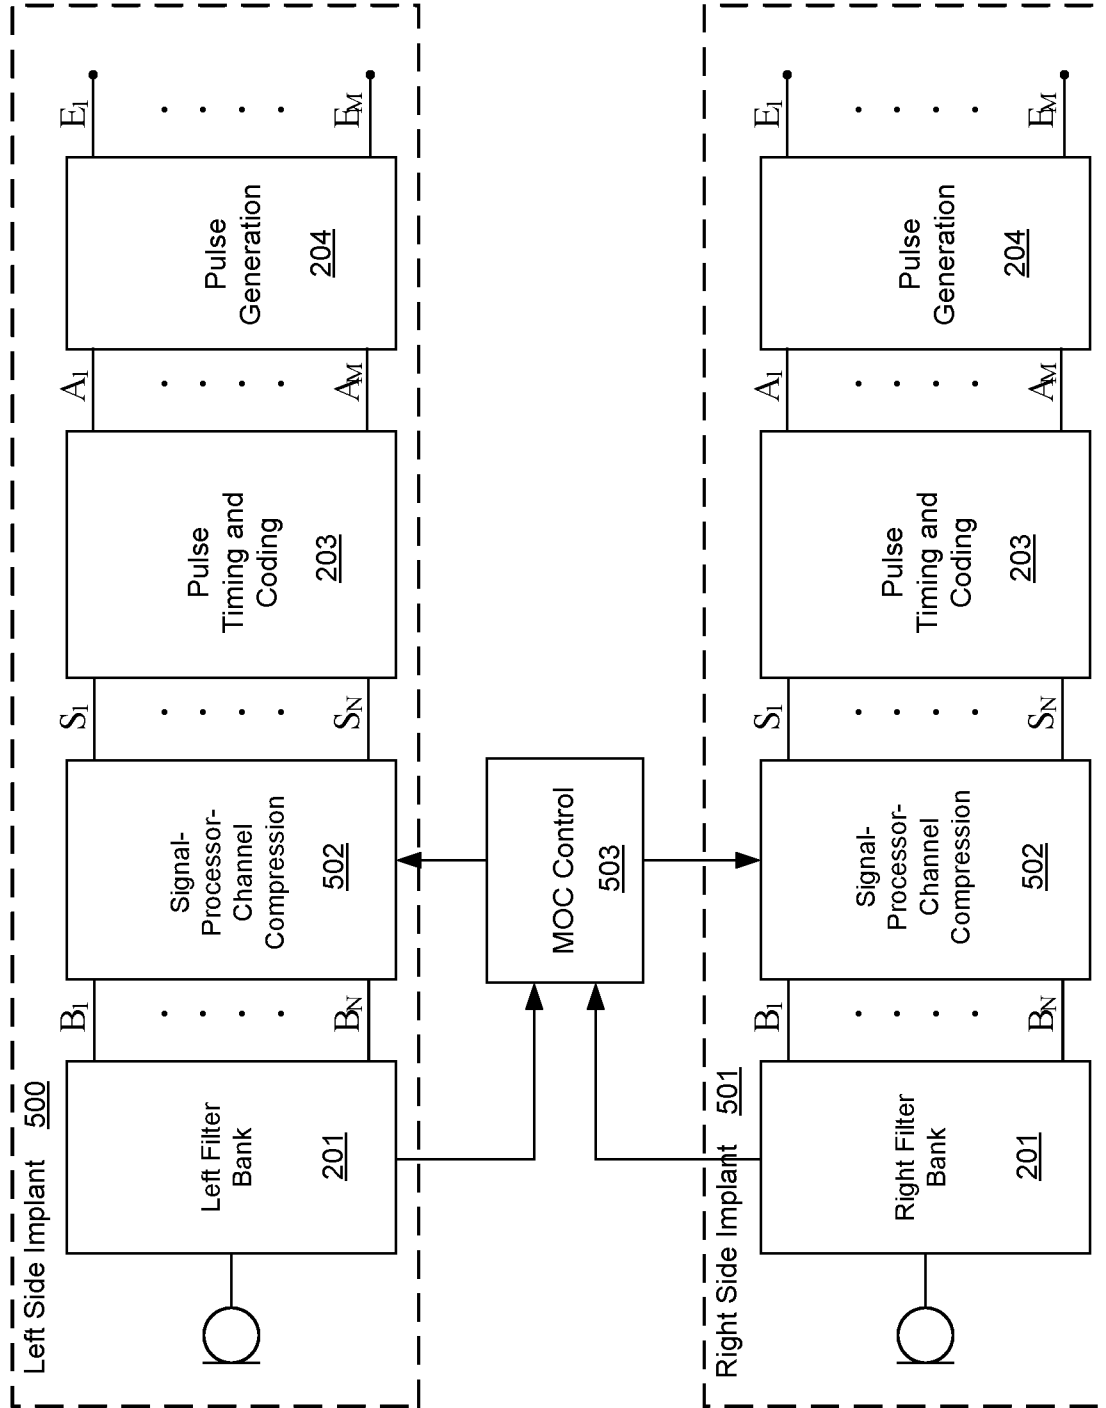 Left Side Implant 500
Left Filter
Bank
201
B1
BN
Signal-
Processor-
Channel
Compression
502
S1
SN
Pulse
Timing and
Coding
203
A1
AM
Pulse
Generation
204
E1
EM
MOC Control
503
Right Side Implant 501
Right Filter
Bank
201
B1
BN
Signal-
Processor-
Channel
Compression
502
S1
SN
Pulse
Timing and
Coding
203
A1
AM
Pulse
Generation
204
E1
EM